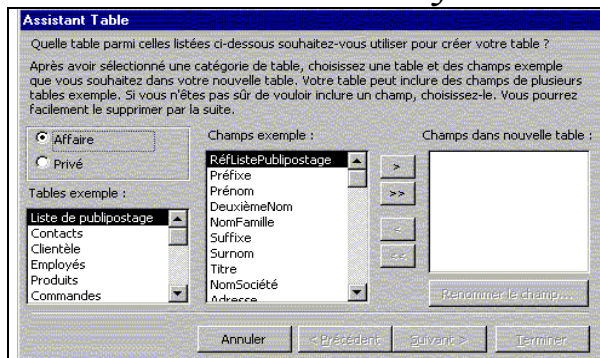 Assistant Table
Quelle table parmi celles listées ci-dessous souhaitez-vous utiliser pour créer votre table ?
Après avoir sélectionné une catégorie de table, choisissez une table et des champs exemple
que vous souhaitez dans votre nouvelle table. Votre table peut inclure des champs de plusieurs
tables exemple. Si vous n'êtes pas sûr de vouloir inclure un champ, choisissez-le. Vous pourrez
facilement le supprimer par la suite.
Affaire
Privé
Tables exemple :
Liste de publipostage
Contacts
Clientèle
Employés
Produits
Commandes
Champs exemple :
RéfListePublipostage
Préfixe
Prénom
DeuxièmeNom
NomFamille
Suffixe
Surnom
Titre
NomSociété
Adresse
>
>>
<
<<
Champs dans nouvelle table :
Renommer le champ...
Annuler
< Précédent
Suivant >
Terminer